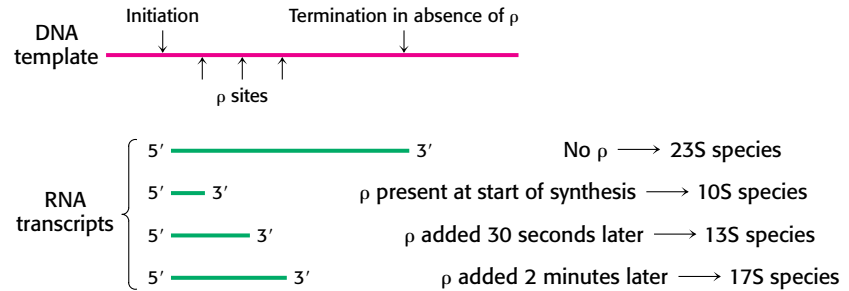 Initiation
Termination in absence of ρ
DNA
template
ρ sites
5′ 3′ No ρ ⟶ 23S species
RNA
transcripts
5′ 3′ ρ present at start of synthesis ⟶ 10S species
5′ 3′ ρ added 30 seconds later ⟶ 13S species
5′ 3′ ρ added 2 minutes later ⟶ 17S species